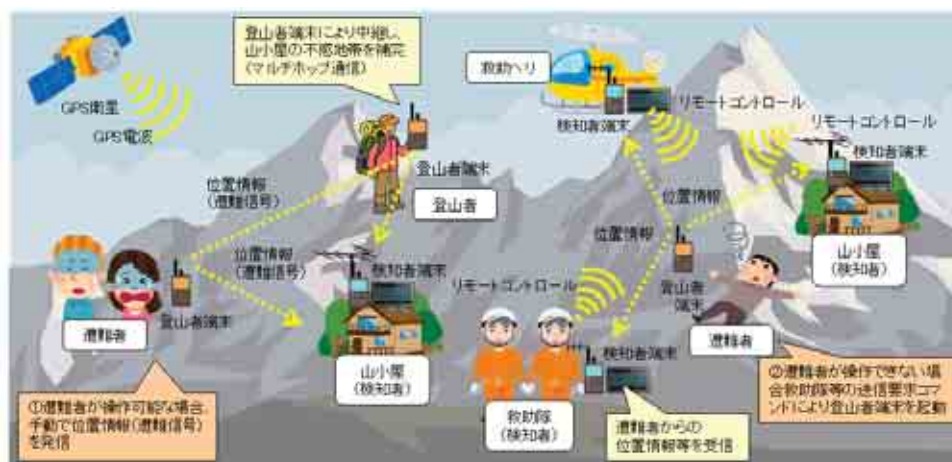 GPS衛星
GPS電波
登山者端末により中継し、
山小屋の不感地帯を補完
(マルチホップ通信)
救助ヘリ
検知者端末
リモートコントロール
リモートコントロール
検知者端末
山小屋
(検知者)
位置情報
(遭難信号)
登山者端末
登山者
位置情報
(遭難信号)
検知者端末
登山者端末
遭難者
山小屋
(検知者)
①遭難者が操作可能な場合、
手動で位置情報(遭難信号)
を発信
リモートコントロール
位置情報
位置情報
登山者
端末
遭難者
検知者端末
救助隊
(検知者)
遭難者からの
位置情報等を受信
②遭難者が操作できない場
合救助隊等の送信要求コマ
ンドにより登山者端末を起動